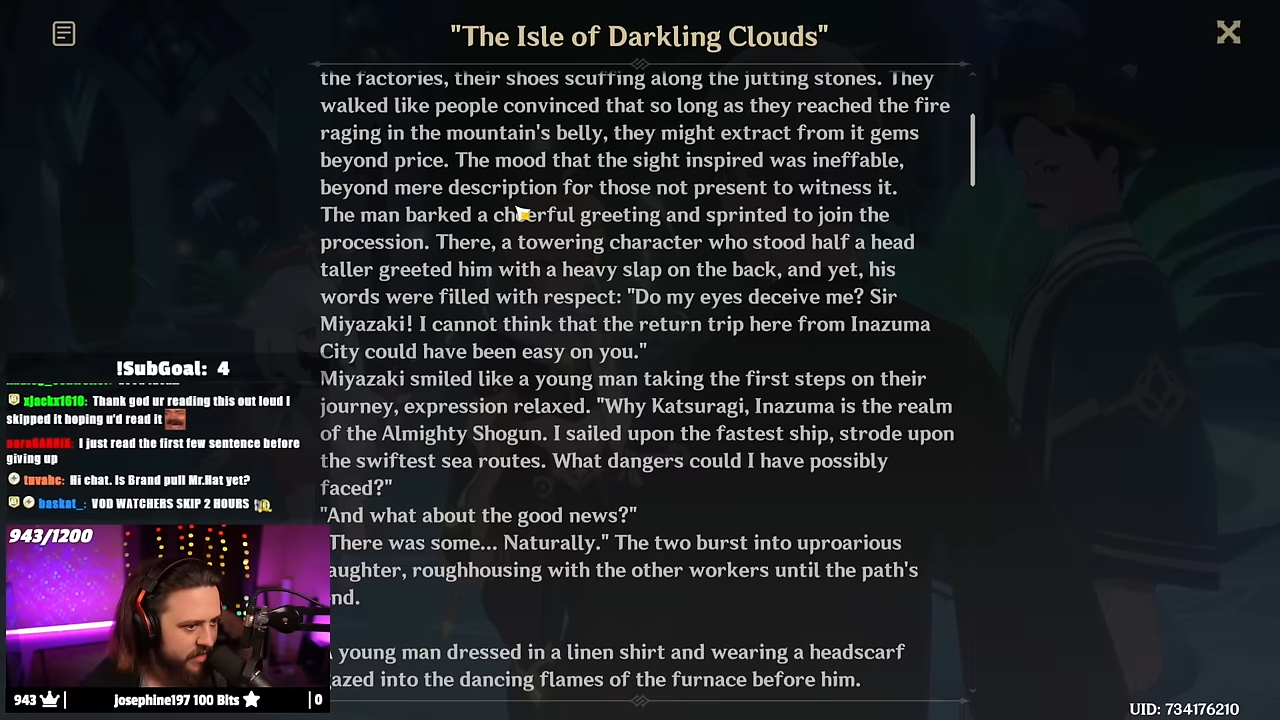 "The Isle of Darkling Clouds"
the factories, their shoes scuffing along the jutting stones. They
walked like people convinced that so long as they reached the fire
raging in the mountain's belly, they might extract from it gems
beyond price. The mood that the sight inspired was ineffable,
beyond mere description for those not present to witness it.
The man barked a cheerful greeting and sprinted to join the
procession. There, a towering character who stood half a head
taller greeted him with a heavy slap on the back, and yet, his
words were filled with respect: "Do my eyes deceive me? Sir
Miyazaki! I cannot think that the return trip here from Inazuma
City could have been easy on you."
Miyazaki smiled like a young man taking the first steps on their
journey, expression relaxed. "Why Katsuragi, Inazuma is the realm
of the Almighty Shogun. I sailed upon the fastest ship, strode upon
the swiftest sea routes. What dangers could I have possibly
faced?"
"And what about the good news?"
There was some... Naturally." The two burst into uproarious
aughter, roughhousing with the other workers until the path's
nd.
young man dressed in a linen shirt and wearing a headscarf
azed into the dancing flames of the furnace before him.
!SubGoal: 4
xJackx1610: Thank god ur reading this out loud I
skipped it hoping u'd read it
I just read the first few sentence before
giving up
tuvahc: Hi chat. Is Brand pull Mr.Hat yet?
baskat_: VOD WATCHERS SKIP 2 HOURS
943/1200
943 | josephine197 100 Bits | 0
UID: 734176210